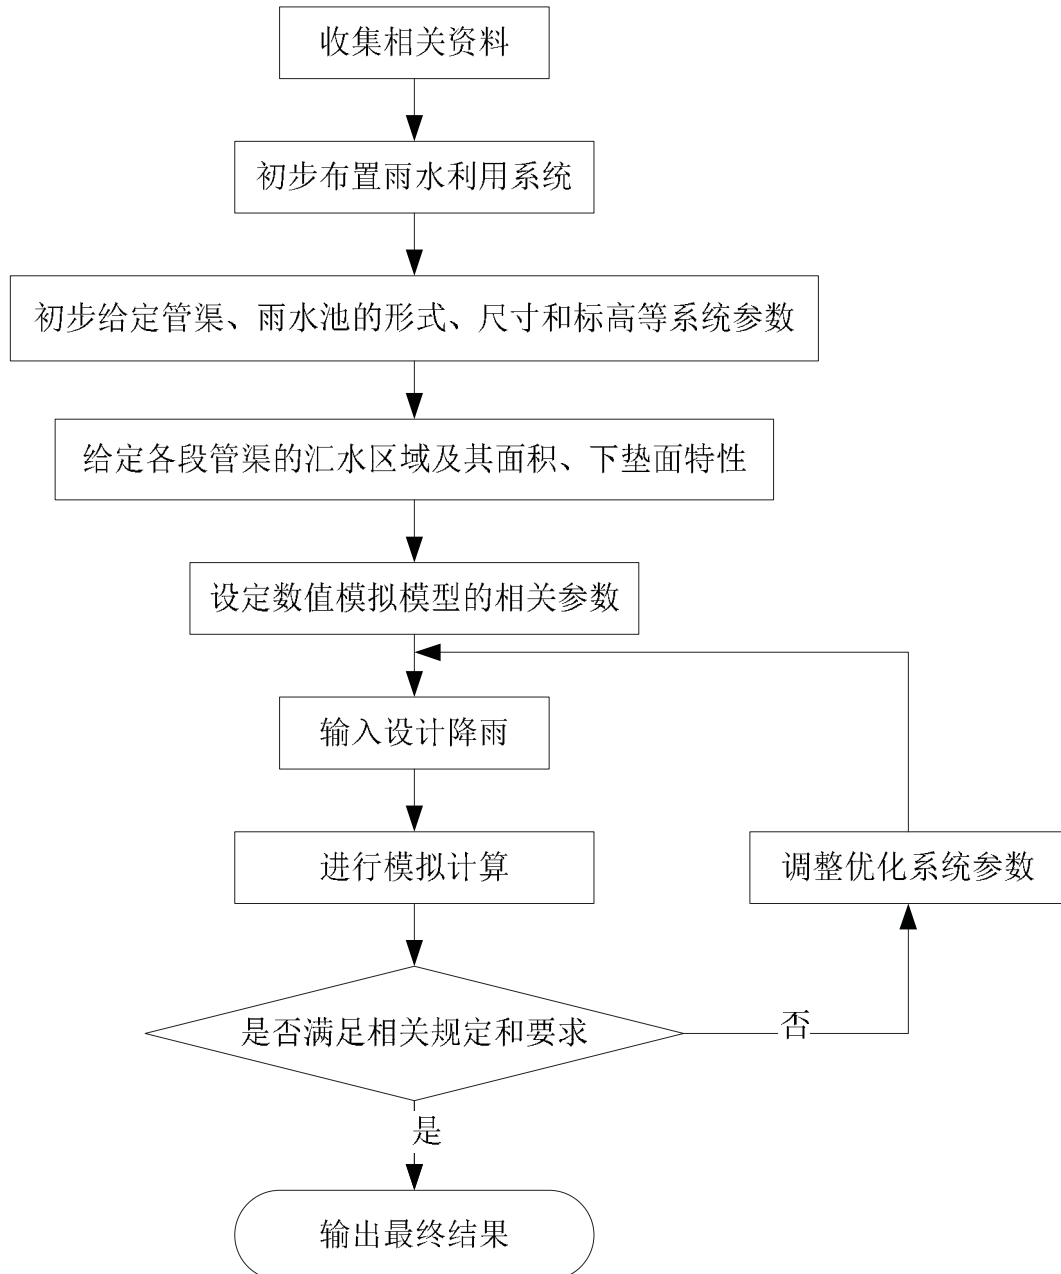 收集相关资料
初步布置雨水利用系统
初步给定管渠、雨水池的形式、尺寸和标高等系统参数
给定各段管渠的汇水区域及其面积、下垫面特性
设定数值模拟模型的相关参数
输入设计降雨
进行模拟计算
调整优化系统参数
是否满足相关规定和要求
否
是
输出最终结果